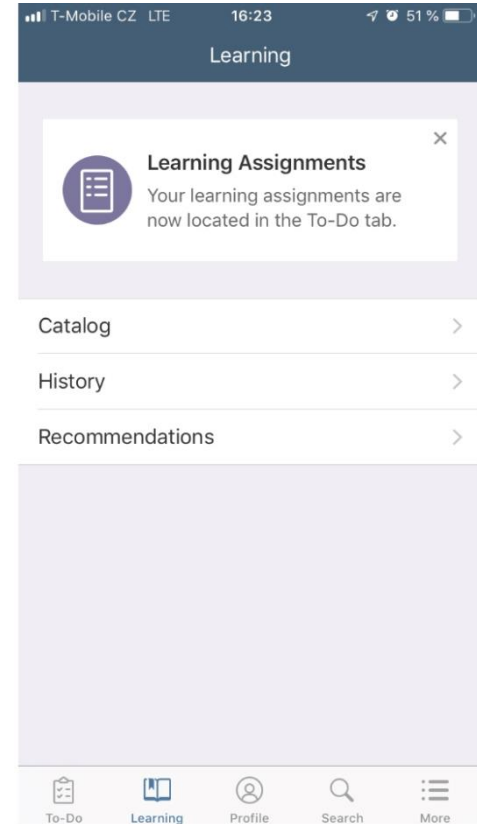 T-Mobile CZ LTE 16:23 51 %
Learning
Learning Assignments
Your learning assignments are
now located in the To-Do tab.
Catalog
History
Recommendations
To-Do Learning Profile Search More